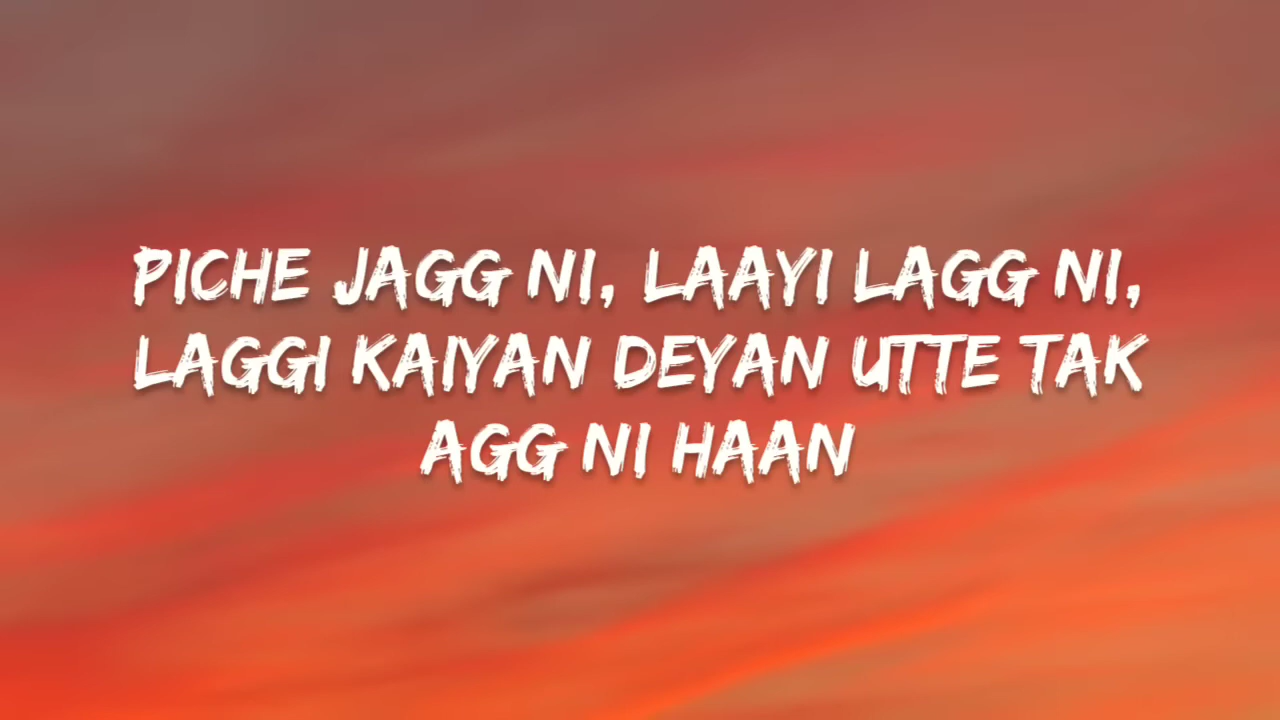 PICHE JAGG NI, LAAYI LAGG NI,
LAGGI KAIYAN DEYAN UTTE TAK
AGG NI HAAN